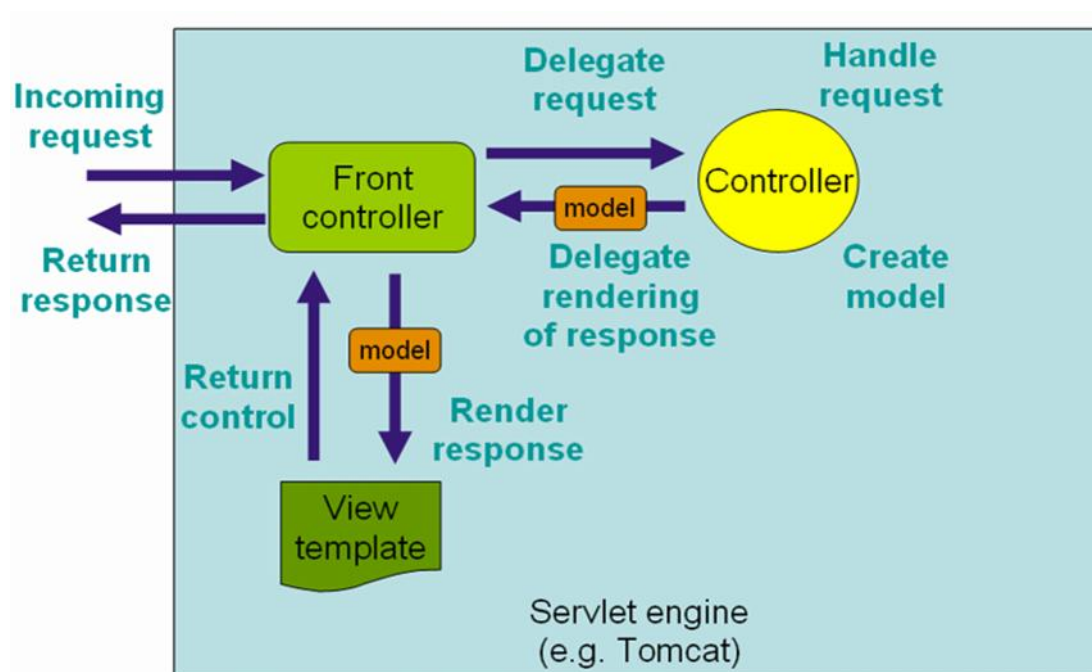 Incoming
request
Return
response
Front
controller
Delegate
request
Handle
request
Controller
model
Delegate
rendering
of response
Create
model
Return
control
model
Render
response
View
template
Servlet engine
(e.g. Tomcat)